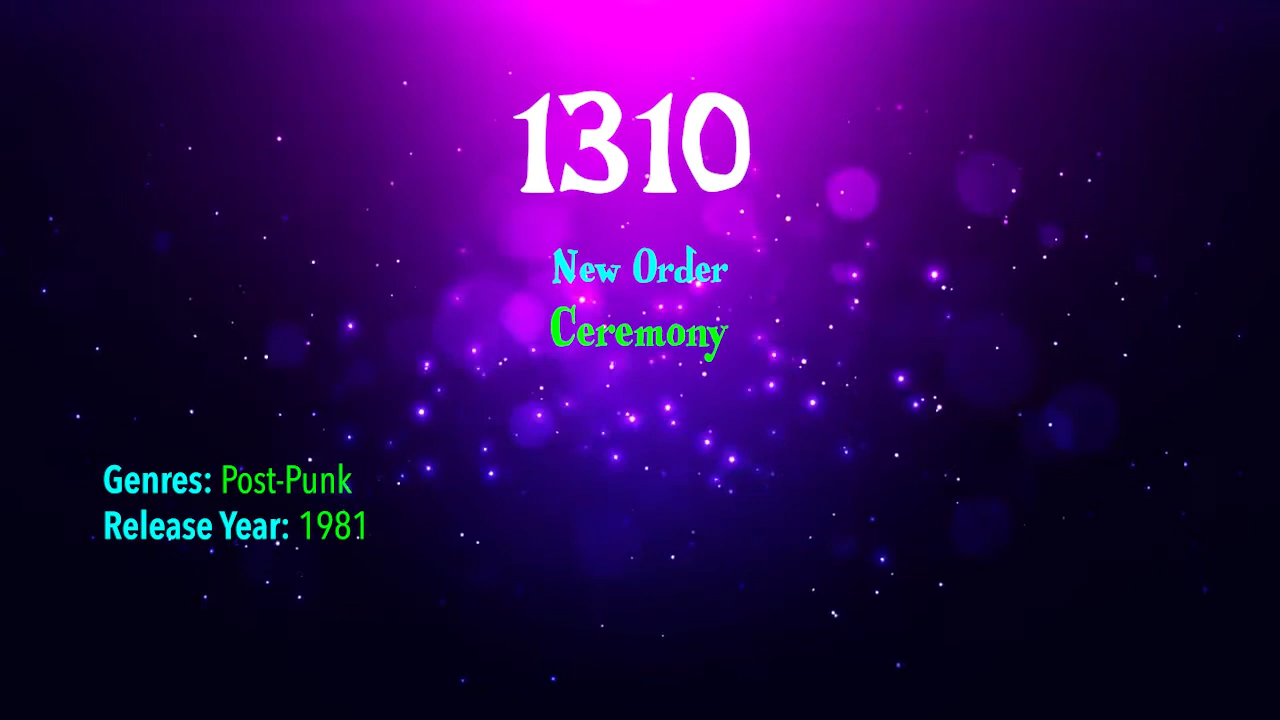 1310
New Order
Ceremony
Genres: Post-Punk
Release Year: 1981